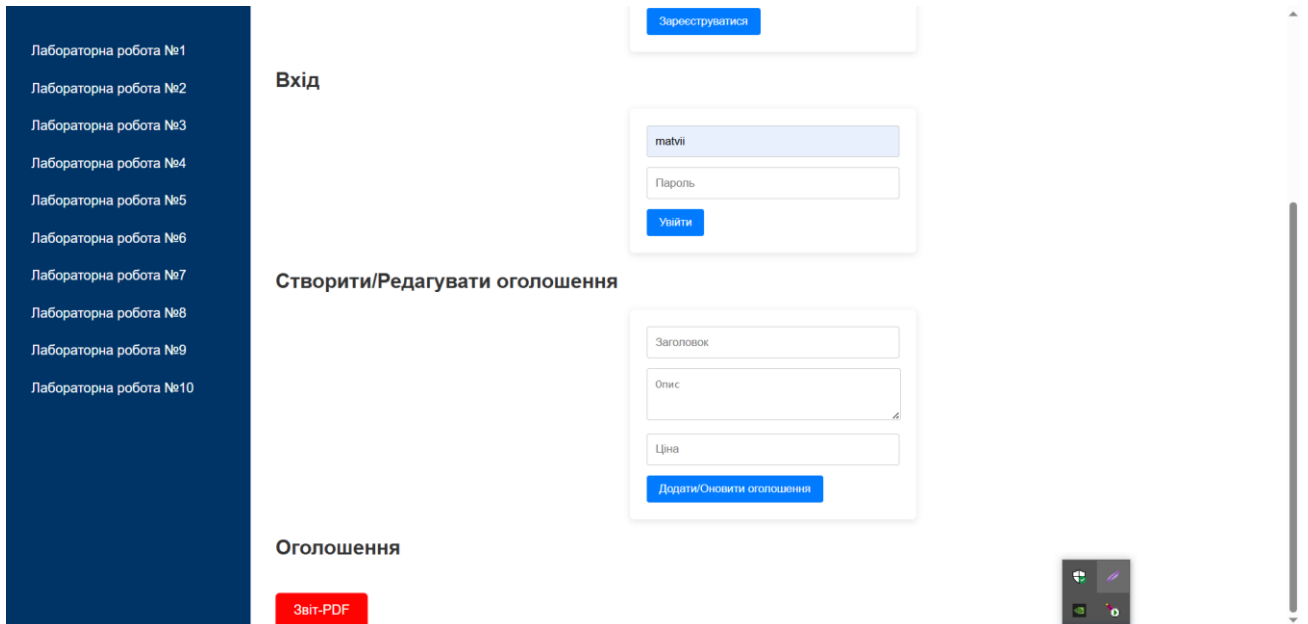 Лабораторна робота №1
Лабораторна робота №2
Лабораторна робота №3
Лабораторна робота №4
Лабораторна робота №5
Лабораторна робота №6
Лабораторна робота №7
Лабораторна робота №8
Лабораторна робота №9
Лабораторна робота №10
Зареєструватися
Вхід
matvii
Пароль
Увійти
Створити/Редагувати оголошення
Заголовок
Опис
Ціна
Додати/Оновити оголошення
Оголошення
Звіт-PDF